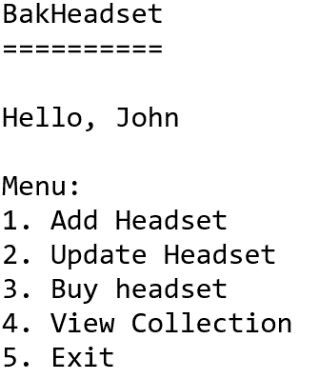 BakHeadset
==========
Hello, John
Menu:
1. Add Headset
2. Update Headset
3. Buy headset
4. View Collection
5. Exit